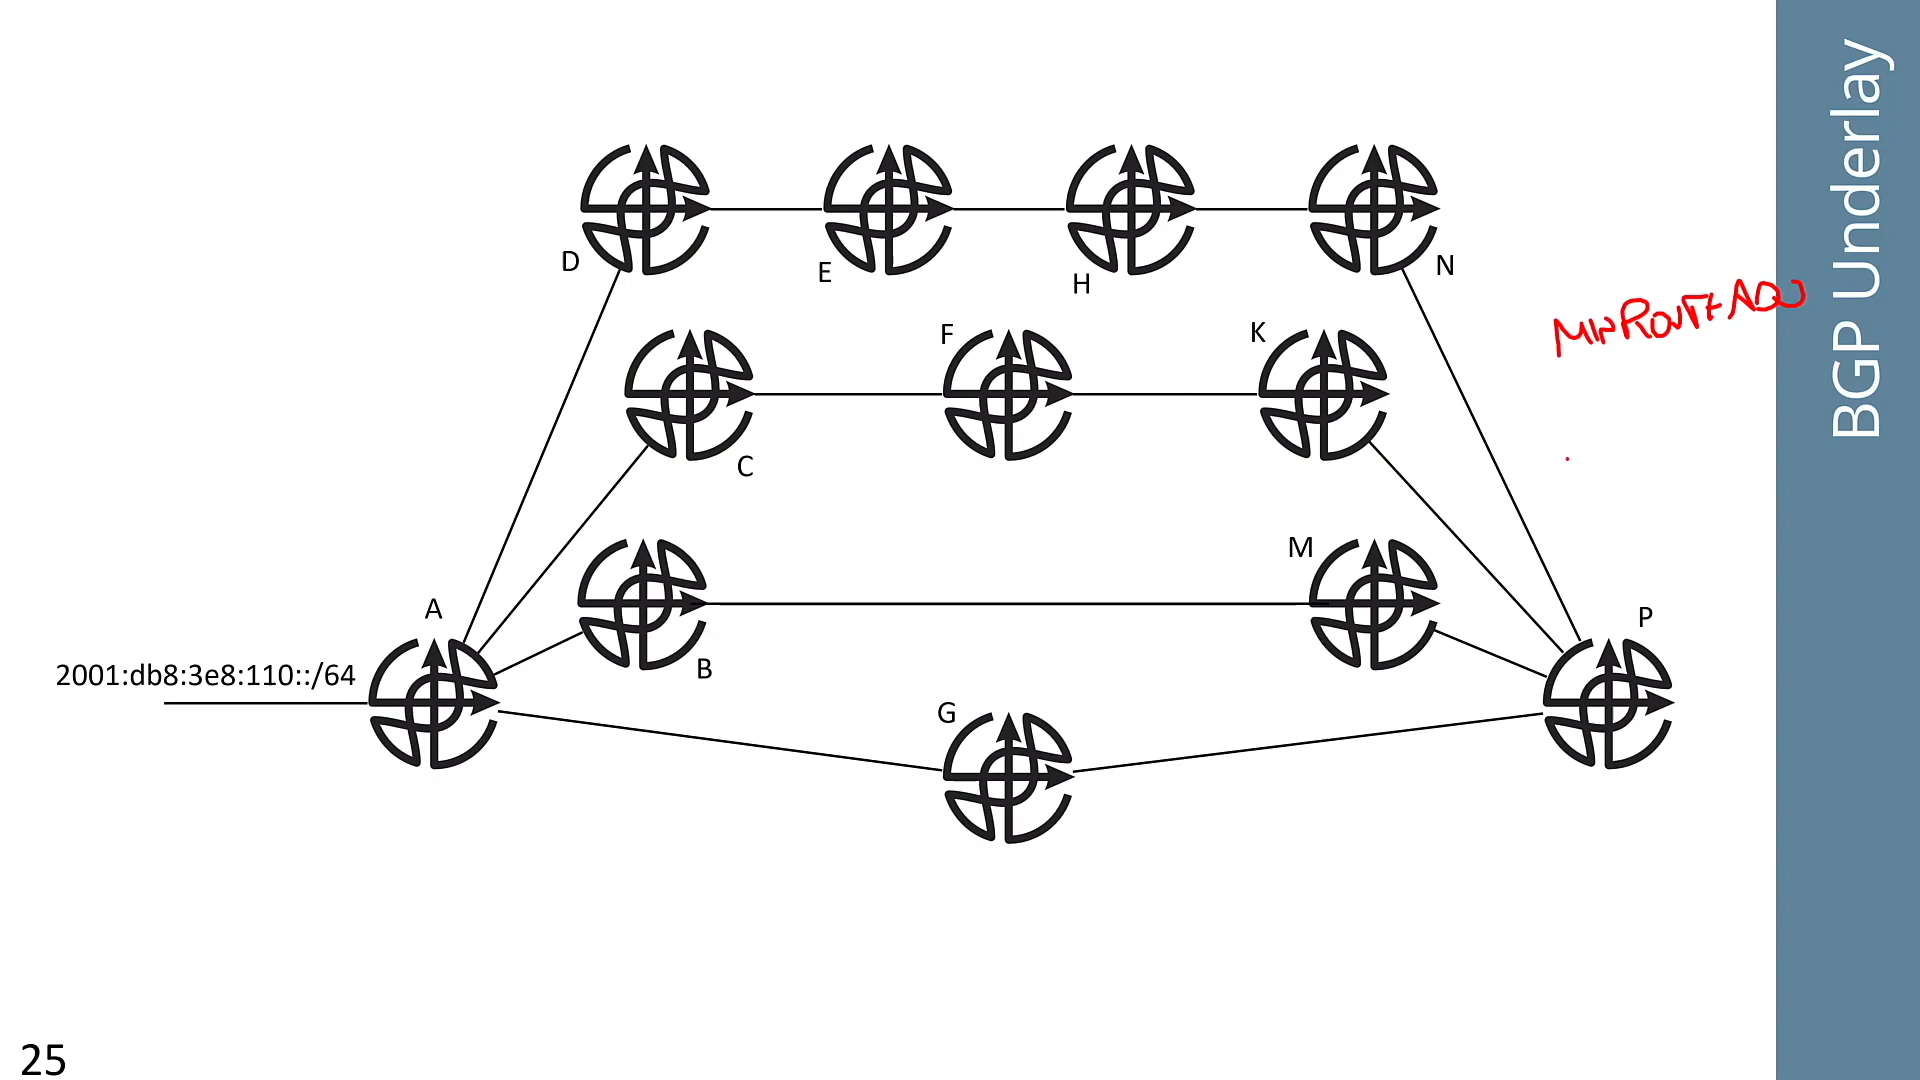 D
E
H
N
F
K
C
M
A
B
P
G
2001:db8:3e8:110::/64
MINROUTEADV
BGP Underlay
25